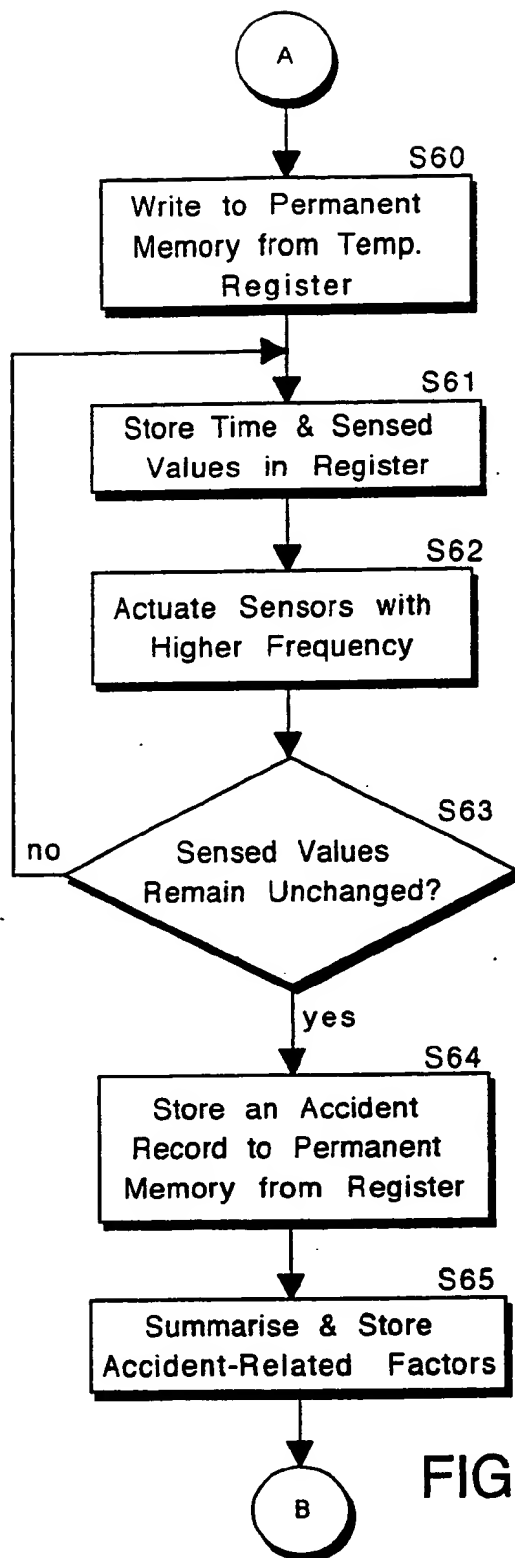 A
S60
Write to Permanent
Memory from Temp.
Register
S61
Store Time & Sensed
Values in Register
S62
Actuate Sensors with
Higher Frequency
S63
no
Sensed Values
Remain Unchanged?
yes
S64
Store an Accident
Record to Permanent
Memory from Register
S65
Summarise & Store
Accident-Related Factors
B
FIG